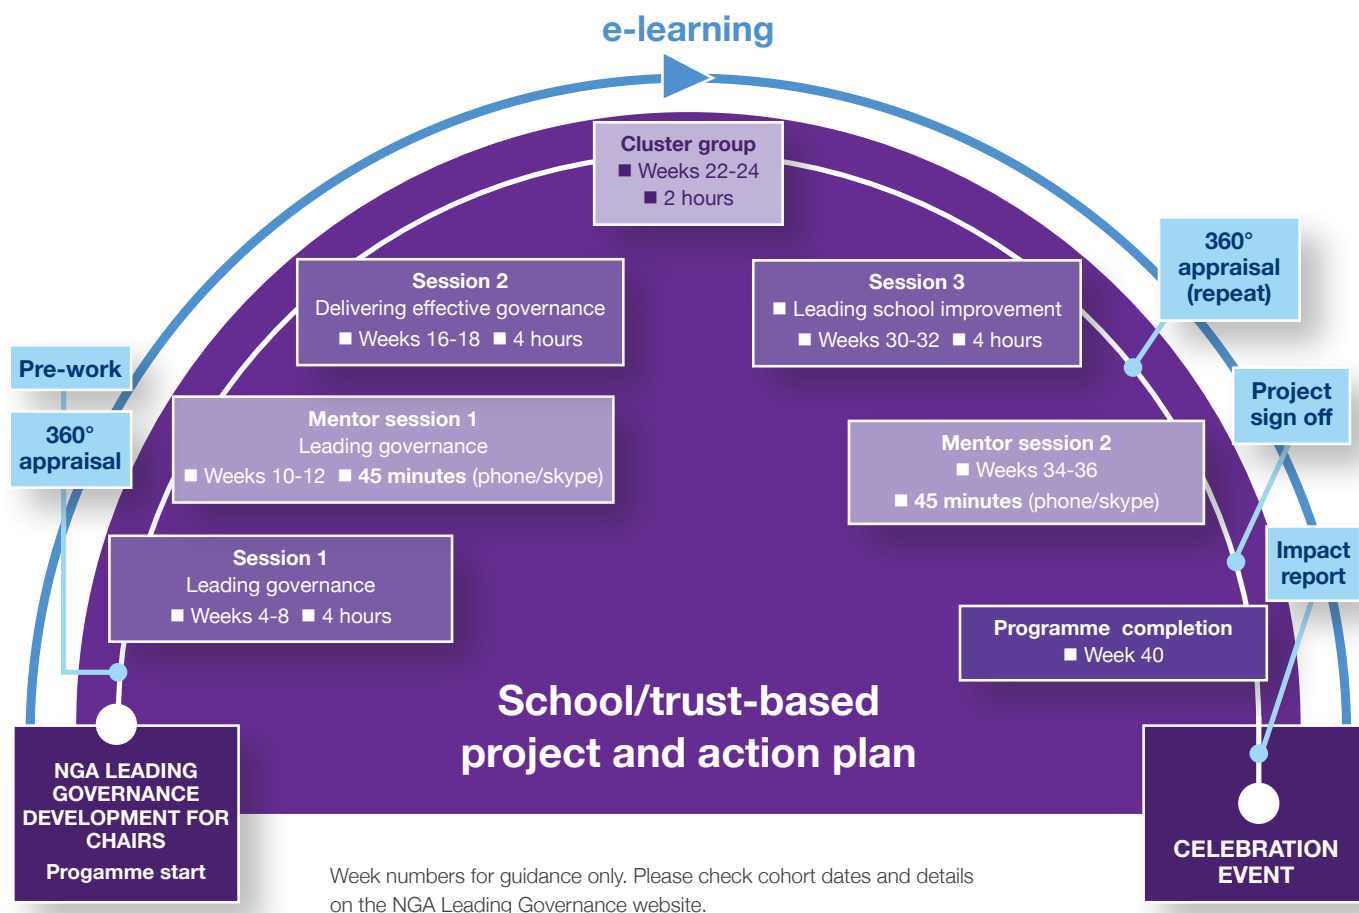 e-learning
Cluster group
■ Weeks 22-24
■ 2 hours
Session 2
Delivering effective governance
■ Weeks 16-18 ■ 4 hours
Session 3
■ Leading school improvement
■ Weeks 30-32 ■ 4 hours
360°
appraisal
(repeat)
Pre-work
360°
appraisal
Mentor session 1
Leading governance
■ Weeks 10-12 ■ 45 minutes (phone/skype)
Mentor session 2
■ Weeks 34-36
■ 45 minutes (phone/skype)
Project
sign off
Session 1
Leading governance
■ Weeks 4-8 ■ 4 hours
Impact
report
Programme completion
■ Week 40
School/trust-based
project and action plan
NGA LEADING
GOVERNANCE
DEVELOPMENT FOR
CHAIRS
Progamme start
CELEBRATION
EVENT
Week numbers for guidance only. Please check cohort dates and details
on the NGA Leading Governance website.